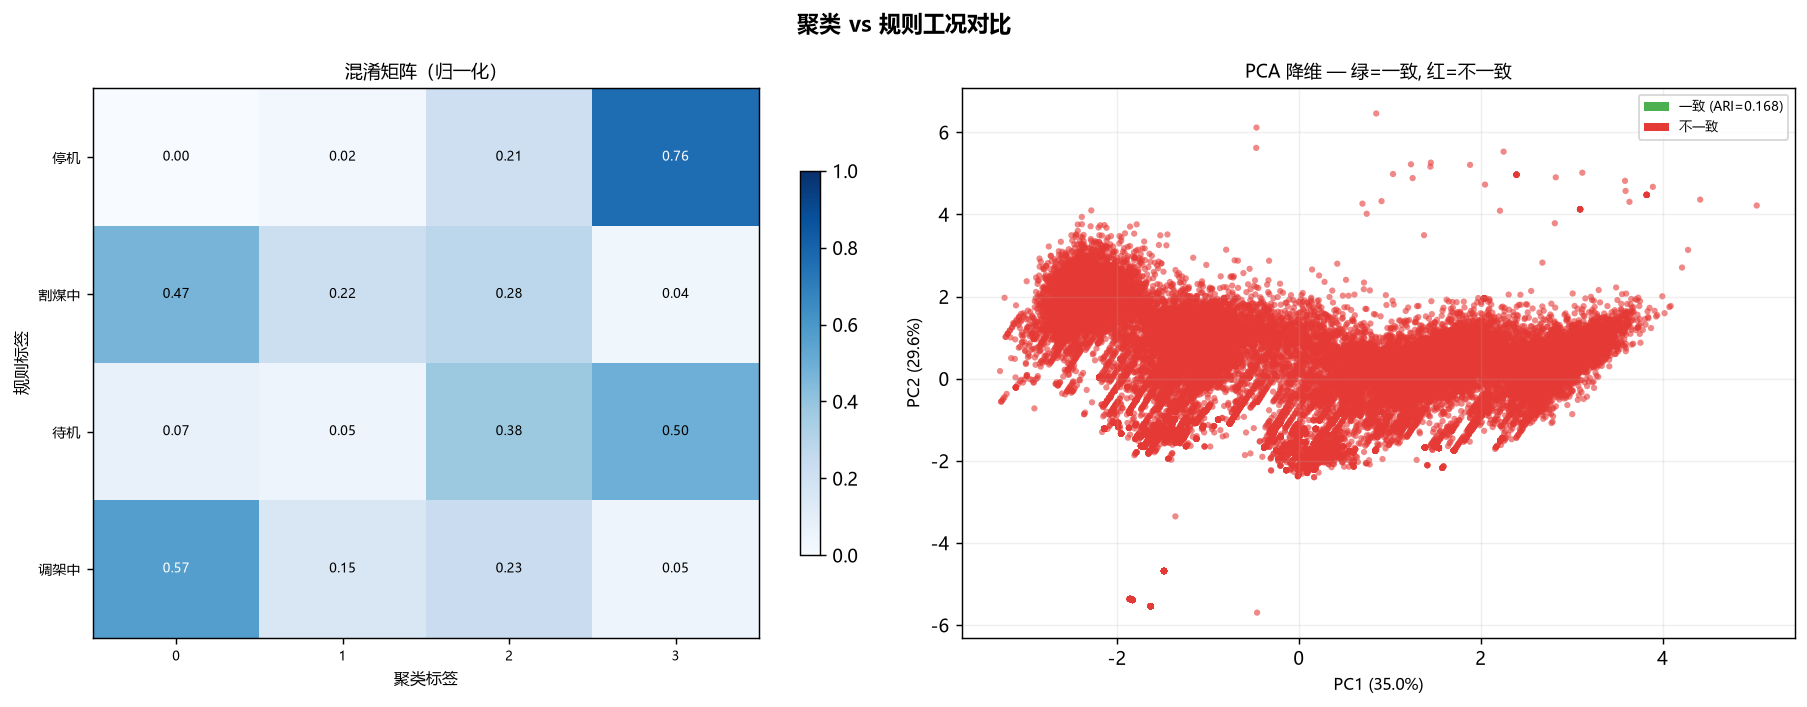 聚类 vs 规则工况对比
混淆矩阵（归一化）
停机
割煤中
待机
调架中
规则标签
0.00 0.02 0.21 0.76
0.47 0.22 0.28 0.04
0.07 0.05 0.38 0.50
0.57 0.15 0.23 0.05
0 1 2 3
聚类标签
1.0
0.8
0.6
0.4
0.2
0.0
PCA 降维 — 绿=一致, 红=不一致
一致 (ARI=0.168)
不一致
6
4
2
0
-2
-4
-6
PC2 (29.6%)
-2 0 2 4
PC1 (35.0%)